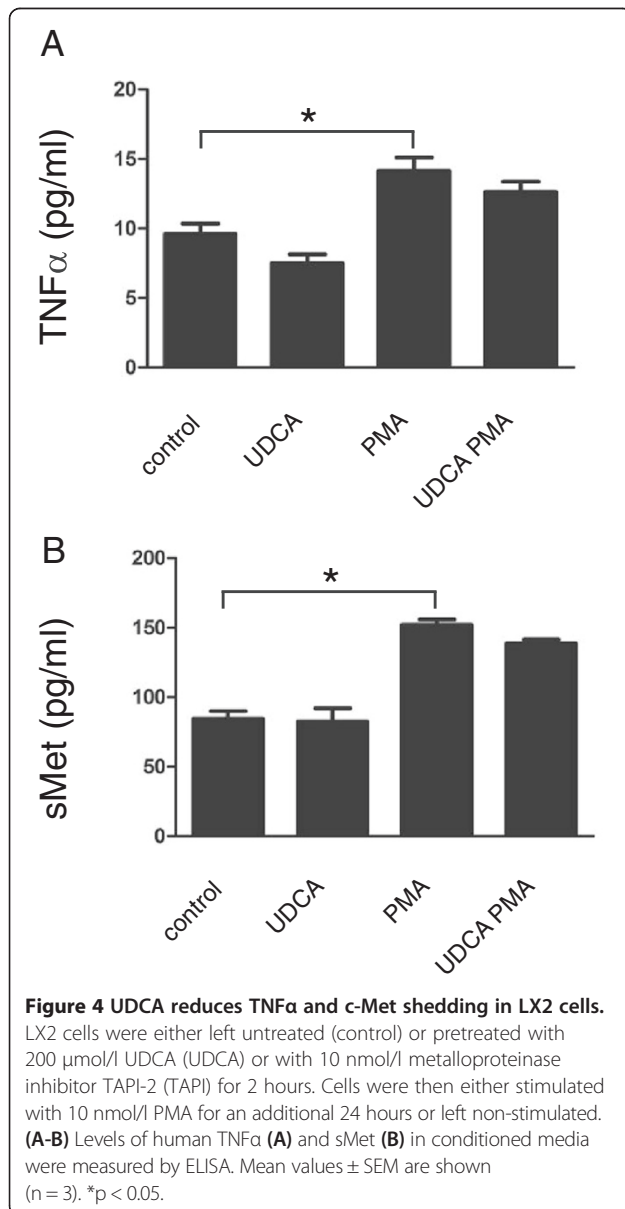 A
TNFα (pg/ml)
20
15
10
5
0
*
control
UDCA
PMA
UDCA PMA
B
sMet (pg/ml)
200
150
100
50
0
*
control
UDCA
PMA
UDCA PMA
Figure 4 UDCA reduces TNFα and c-Met shedding in LX2 cells.
LX2 cells were either left untreated (control) or pretreated with
200 μmol/l UDCA (UDCA) or with 10 nmol/l metalloproteinase
inhibitor TAPI-2 (TAPI) for 2 hours. Cells were then either stimulated
with 10 nmol/l PMA for an additional 24 hours or left non-stimulated.
(A-B) Levels of human TNFα (A) and sMet (B) in conditioned media
were measured by ELISA. Mean values ± SEM are shown
(n = 3). *p < 0.05.